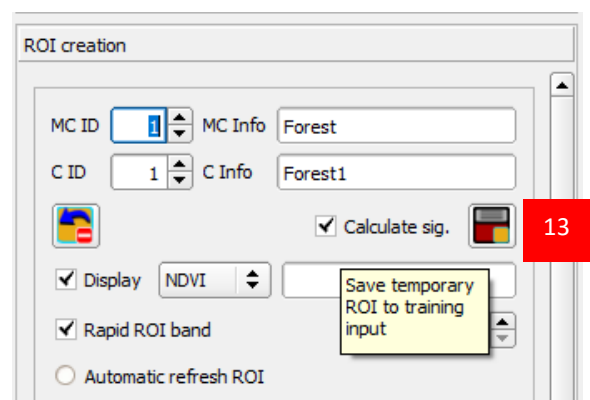 ROI creation
MC ID 1 MC Info Forest
C ID 1 C Info Forest1
Calculate sig. 13
Display NDVI
Save temporary
ROI to training
input
Rapid ROI band
Automatic refresh ROI